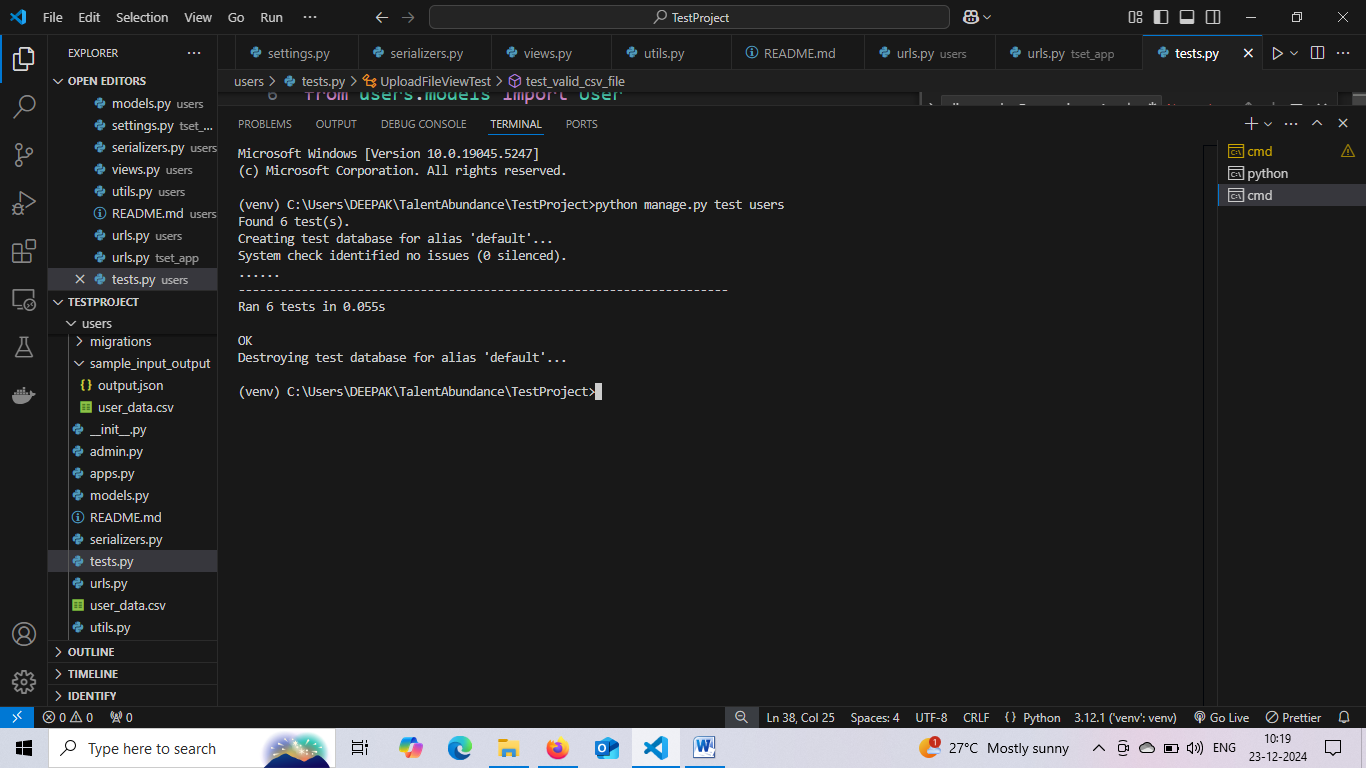 File Edit Selection View Go Run ··· TestProject
EXPLORER ···
settings.py serializers.py views.py utils.py README.md urls.py users urls.py tset_app tests.py
OPEN EDITORS
models.py users
settings.py tset_...
serializers.py users
views.py users
utils.py users
README.md users
urls.py users
urls.py tset_app
tests.py users
TESTPROJECT
users
migrations
sample_input_output
output.json
user_data.csv
__init__.py
admin.py
apps.py
models.py
README.md
serializers.py
tests.py
urls.py
user_data.csv
utils.py
OUTLINE
TIMELINE
IDENTIFY
users > tests.py > UploadFileViewTest > test_valid_csv_file
6 from users.models import User
PROBLEMS OUTPUT DEBUG CONSOLE TERMINAL PORTS
Microsoft Windows [Version 10.0.19045.5247]
(c) Microsoft Corporation. All rights reserved.
(venv) C:\Users\DEEPAK\TalentAbundance\TestProject>python manage.py test users
Found 6 test(s).
Creating test database for alias 'default'...
System check identified no issues (0 silenced).
......
----------------------------------------------------------------------
Ran 6 tests in 0.055s
OK
Destroying test database for alias 'default'...
(venv) C:\Users\DEEPAK\TalentAbundance\TestProject>
cmd
python
cmd
0 0 0 Ln 38, Col 25 Spaces: 4 UTF-8 CRLF {} Python 3.12.1 ('venv': venv) Go Live Prettier
Type here to search 1 27°C Mostly sunny ENG 10:19
23-12-2024